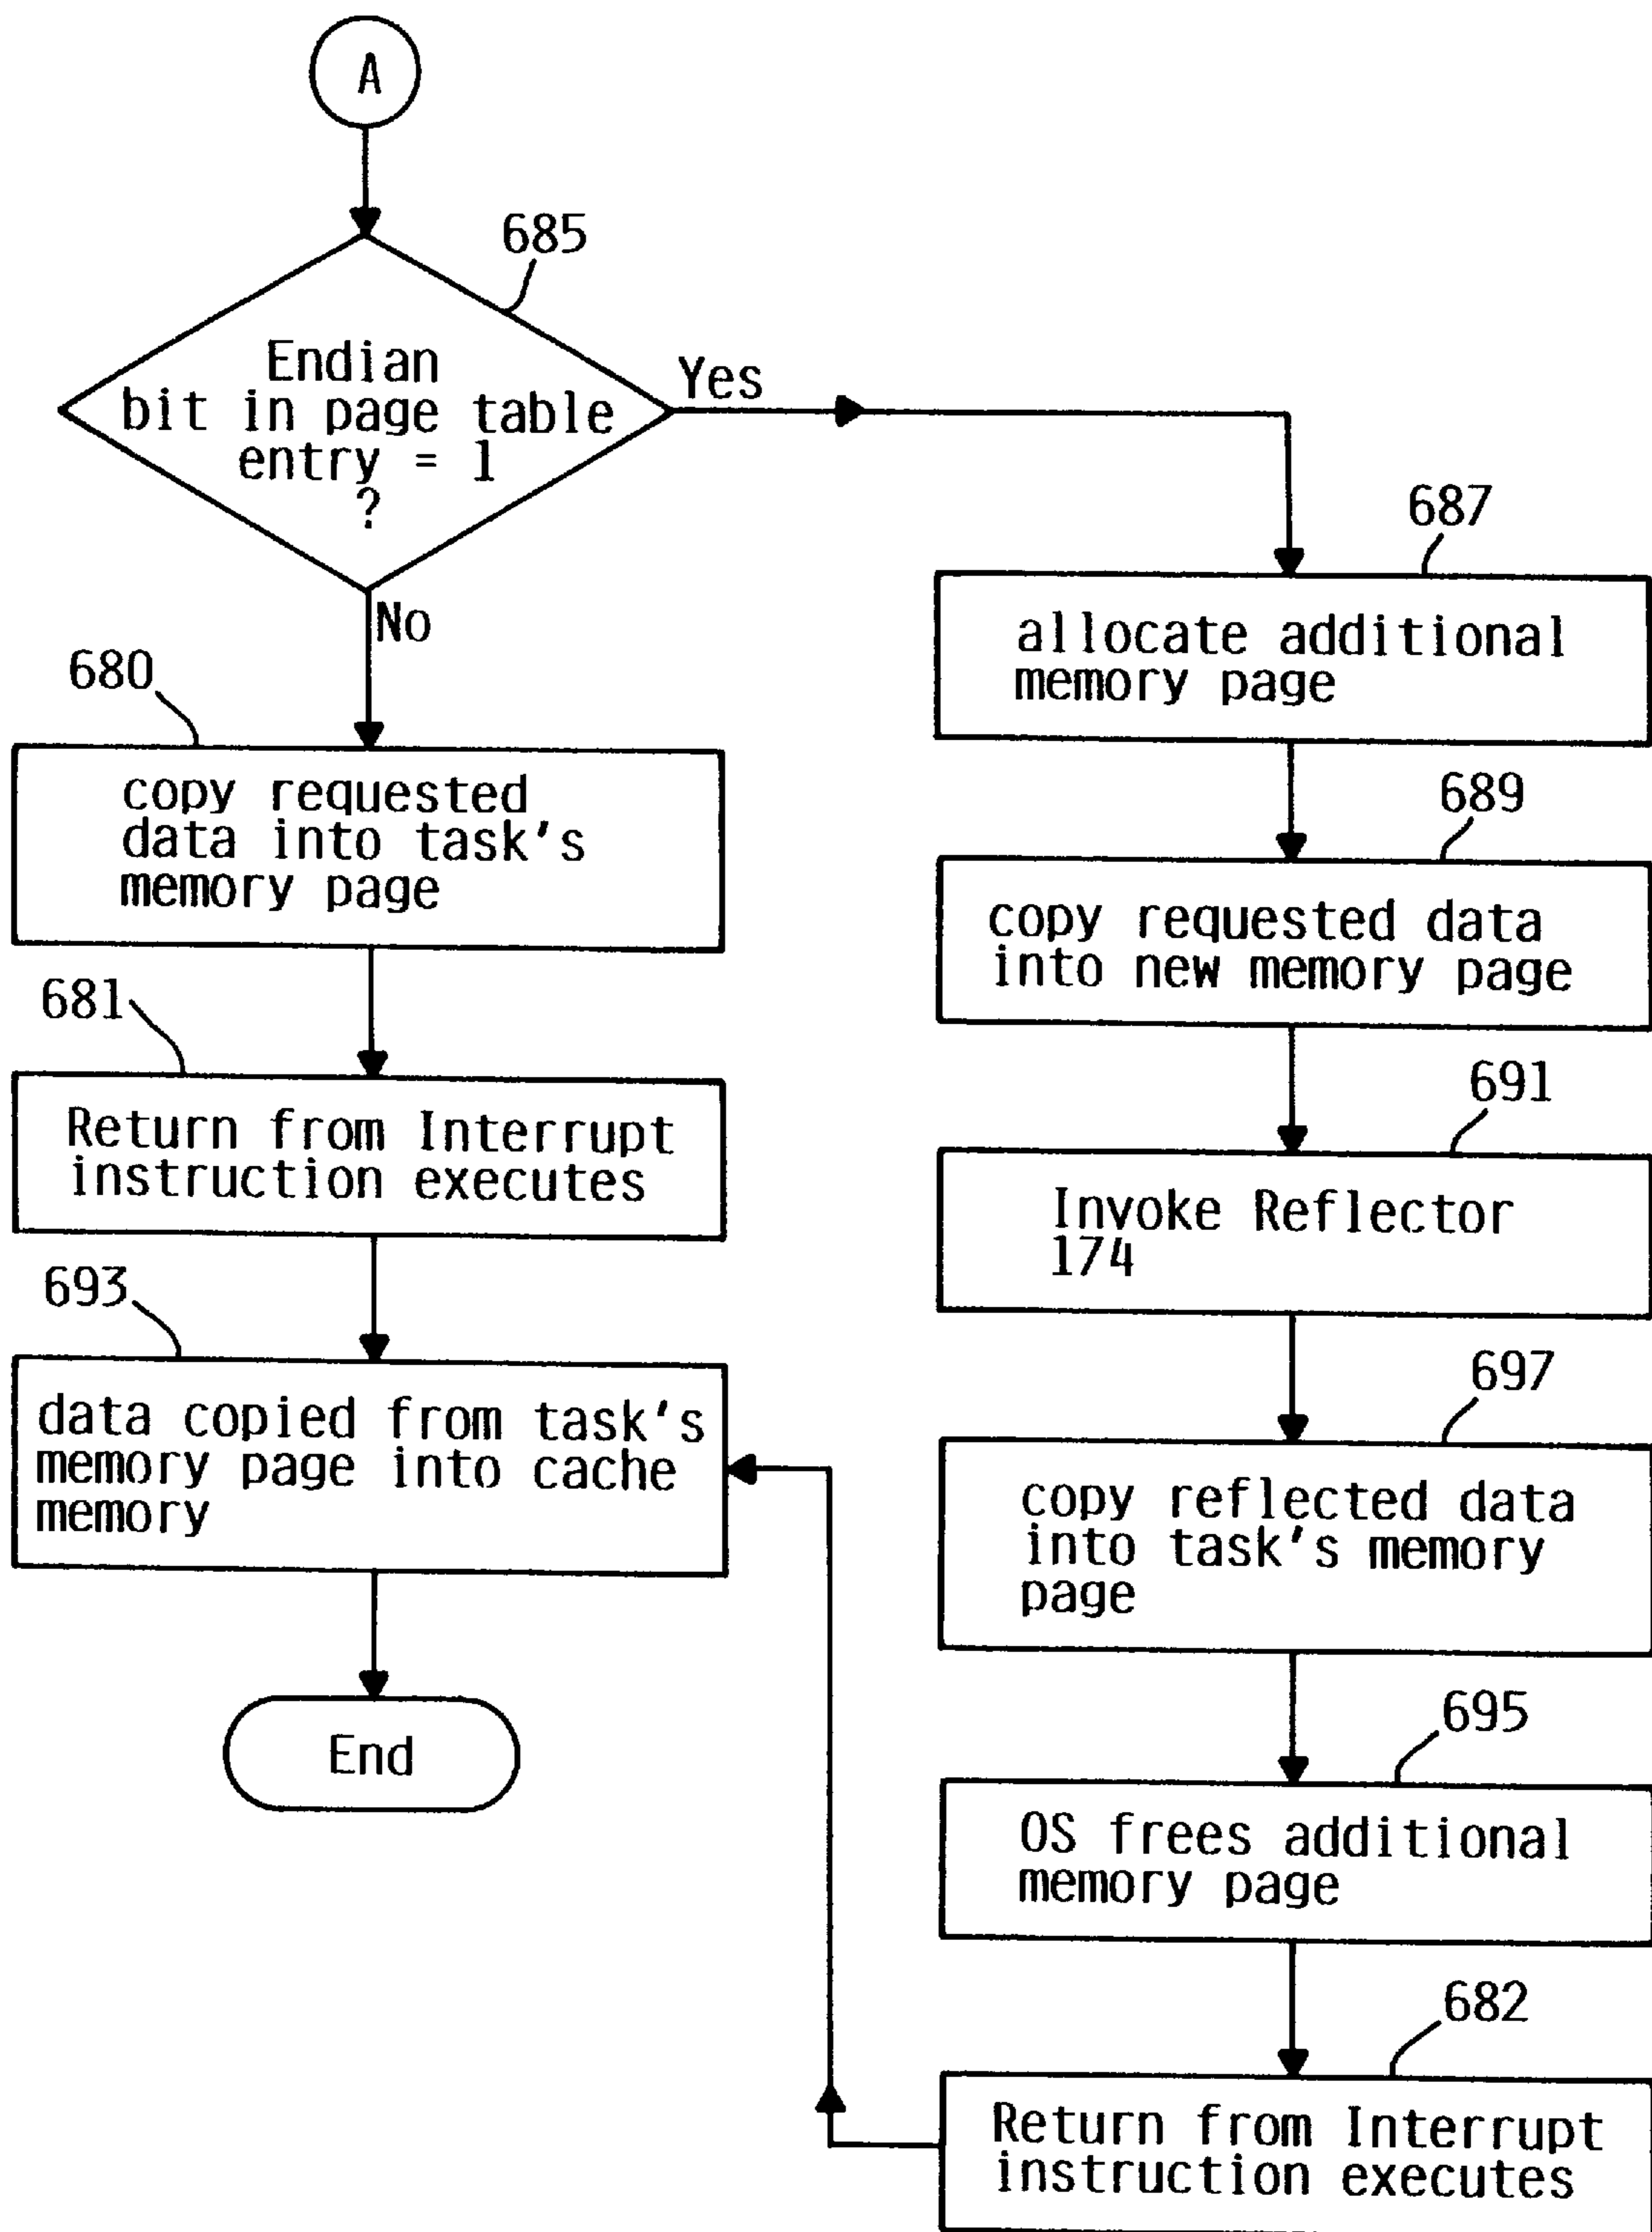 A
685
Endian
bit in page table
entry = 1
?
Yes
No
687
allocate additional
memory page
680
copy requested
data into task's
memory page
689
copy requested data
into new memory page
681
Return from Interrupt
instruction executes
691
Invoke Reflector
174
693
data copied from task's
memory page into cache
memory
697
copy reflected data
into task's memory
page
End
695
OS frees additional
memory page
682
Return from Interrupt
instruction executes